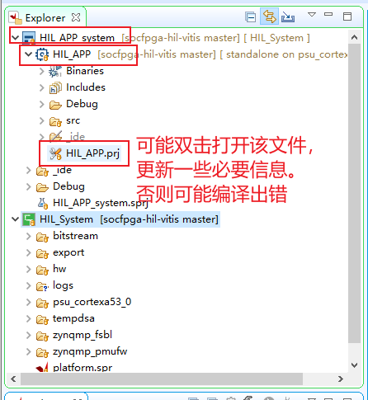 Explorer
HIL_APP_system [socfpga-hil-vitis master] [ HIL_System ]
HIL_APP [socfpga-hil-vitis master] [ standalone on psu_cortex
Binaries
Includes
Debug
src
_ide
HIL_APP.prj
可能双击打开该文件,
更新一些必要信息。
否则可能编译出错
_ide
Debug
HIL_APP_system.sprj
HIL_System [socfpga-hil-vitis master]
bitstream
export
hw
logs
psu_cortexa53_0
tempdsa
zynqmp_fsbl
zynqmp_pmufw
platform.spr